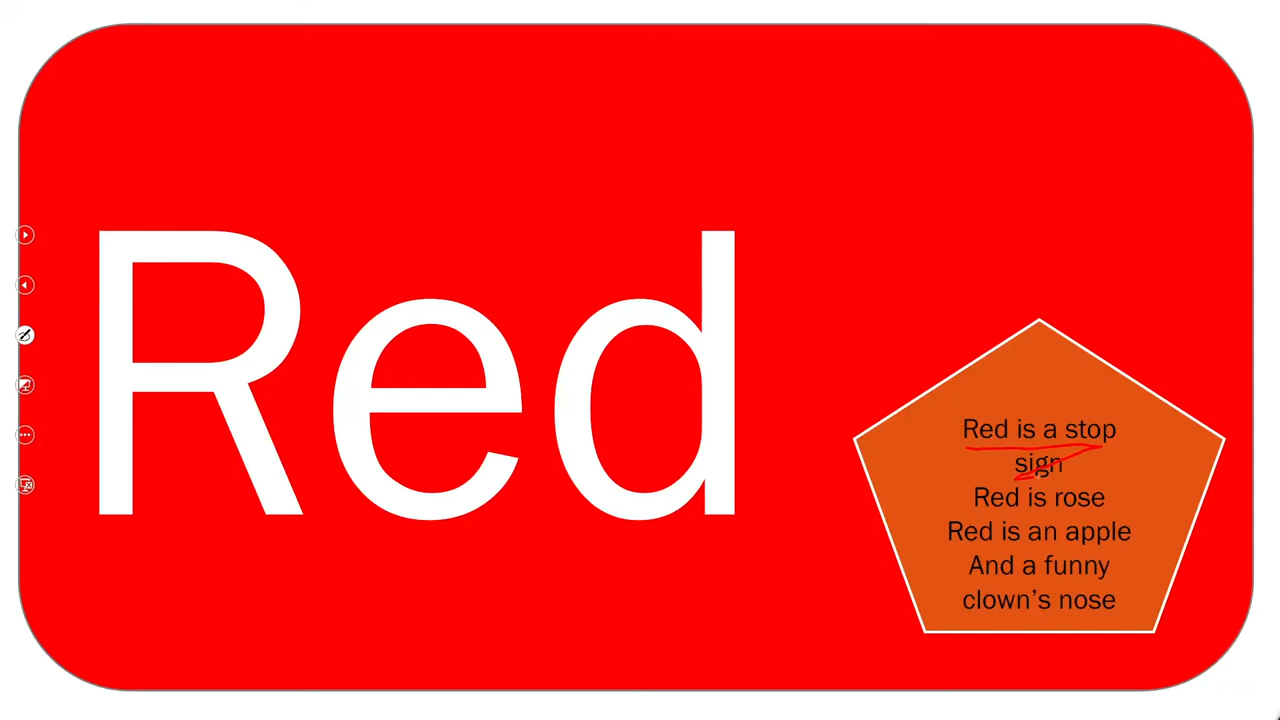 Red
Red is a stop
sign
Red is rose
Red is an apple
And a funny
clown’s nose